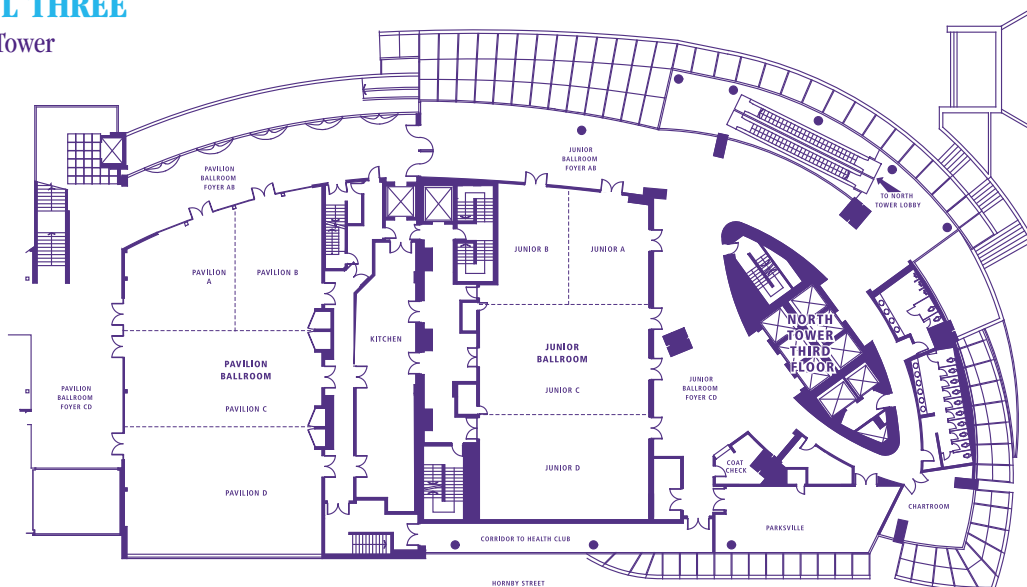 L THREE
Tower
JUNIOR
BALLROOM
FOYER AB
PAVILION
BALLROOM
FOYER AB
TO NORTH
TOWER LOBBY
PAVILION
A
PAVILION B
JUNIOR B
JUNIOR A
NORTH
TOWER
THIRD
FLOOR
KITCHEN
JUNIOR
BALLROOM
PAVILION
BALLROOM
PAVILION
BALLROOM
FOYER CD
JUNIOR C
JUNIOR
BALLROOM
FOYER CD
PAVILION C
COAT
CHECK
JUNIOR D
PAVILION D
CHARTROOM
PARKSVILLE
CORRIDOR TO HEALTH CLUB
HORNBY STREET